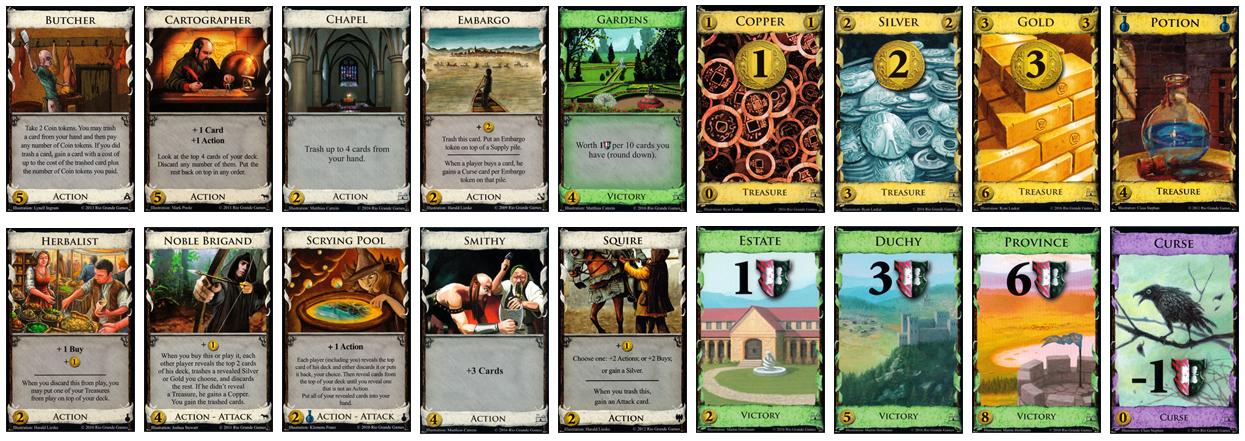 BUTCHER
Take 2 Coin tokens. You may trash
a card from your hand and then pay
any number of Coin tokens. If you did
trash a card, gain a card with a cost of
up to the cost of the trashed card plus
the number of Coin tokens you paid.
5 ACTION
CARTOGRAPHER
+1 Card
+1 Action
Look at the top 4 cards of your deck.
Discard any number of them. Put the
rest back on top in any order.
5 ACTION
CHAPEL
Trash up to 4 cards from
your hand.
2 ACTION
EMBARGO
+ 2
Trash this card. Put an Embargo
token on top of a Supply pile.
When a player buys a card, he
gains a Curse card per Embargo
token on that pile.
2 ACTION
GARDENS
Worth 1 per 10 cards you
have (round down).
4 VICTORY
1 COPPER 1
1
0 TREASURE
2 SILVER 2
2
3 TREASURE
3 GOLD 3
3
6 TREASURE
POTION
4 TREASURE
HERBALIST
+1 Buy
+ 1
When you discard this from play, you
may put one of your Treasures
from play on top of your deck.
2 ACTION
NOBLE BRIGAND
+ 1
When you buy this or play it, each
other player reveals the top 2 cards
of his deck, trashes a revealed Silver
or Gold you choose, and discards
the rest. If he didn't reveal
a Treasure, he gains a Copper.
You gain the trashed cards.
4 ACTION - ATTACK
SCRYING POOL
+1 Action
Each player (including you) reveals the top
card of his deck and either discards it or puts
it back, your choice. Then reveal cards from
the top of your deck until you reveal one
that is not an Action.
Put all of your revealed cards into your
hand.
2 ACTION - ATTACK
SMITHY
+3 Cards
4 ACTION
SQUIRE
+ 1
Choose one: +2 Actions; or +2 Buys;
or gain a Silver.
When you trash this,
gain an Attack card.
2 ACTION
ESTATE
1
2 VICTORY
DUCHY
3
5 VICTORY
PROVINCE
6
8 VICTORY
CURSE
-1
0 CURSE